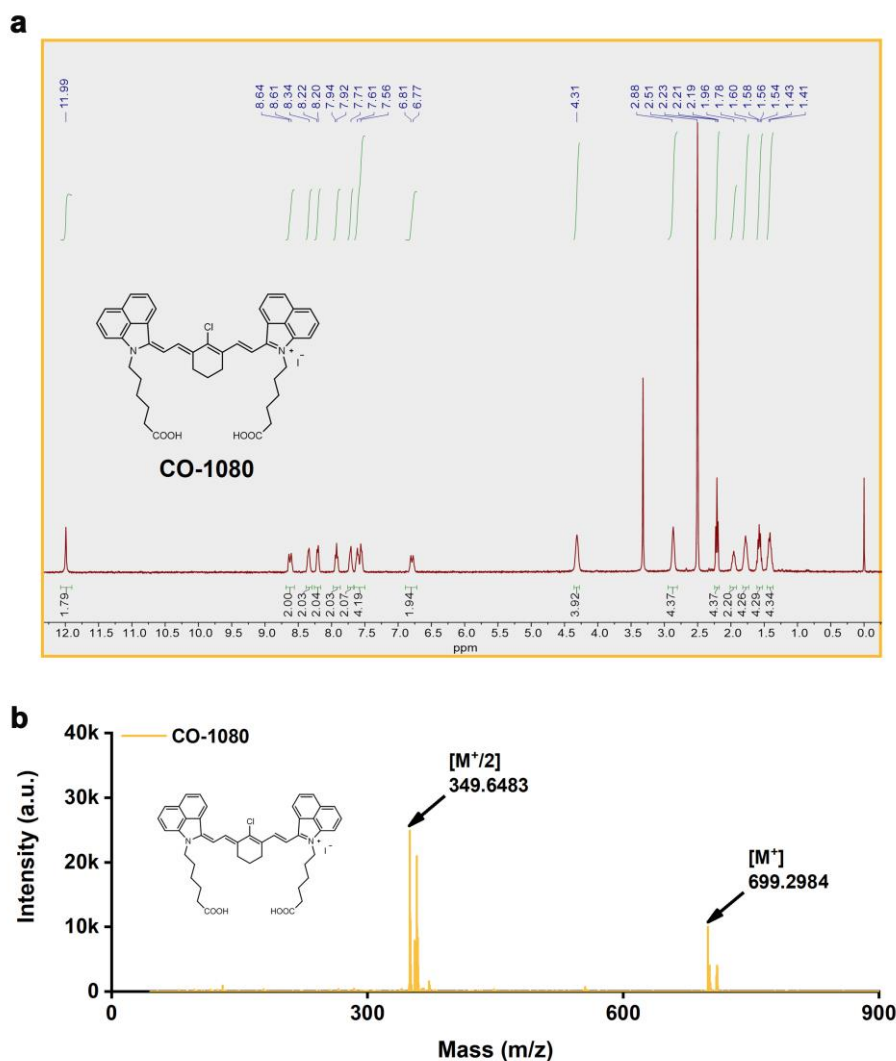 a
11.99
8.64
8.61
8.34
8.22
8.20
7.94
7.92
7.71
7.61
7.56
6.81
6.77
4.31
2.88
2.51
2.23
2.21
2.19
1.96
1.78
1.60
1.58
1.56
1.54
1.43
1.41
Cl
N
N+
I-
COOH HOOC
CO-1080
1.79
2.00
2.03
2.04
2.03
2.07
4.19
1.94
3.92
4.37
4.37
2.20
4.26
4.29
4.34
12.0 11.5 11.0 10.5 10.0 9.5 9.0 8.5 8.0 7.5 7.0 6.5 6.0 5.5 5.0 4.5 4.0 3.5 3.0 2.5 2.0 1.5 1.0 0.5 0.0
ppm
b
40k
30k
20k
10k
0
Intensity (a.u.)
CO-1080
Cl
N
N+
I-
COOH HOOC
[M+/2]
349.6483
[M+]
699.2984
0 300 600 900
Mass (m/z)